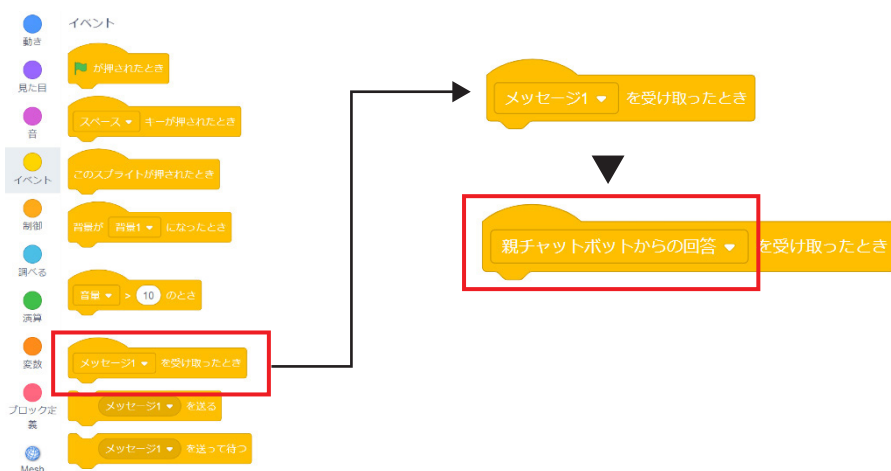 イベント
動き
見た目
音
イベント
制御
調べる
演算
変数
ブロック定
義
Mesh
が押されたとき
スペース キーが押されたとき
このスプライトが押されたとき
背景が 背景1 になったとき
音量 > 10 のとき
メッセージ1 を受け取ったとき
メッセージ1 を送る
メッセージ1 を送って待つ
メッセージ1 を受け取ったとき
親チャットボットからの回答 を受け取ったとき